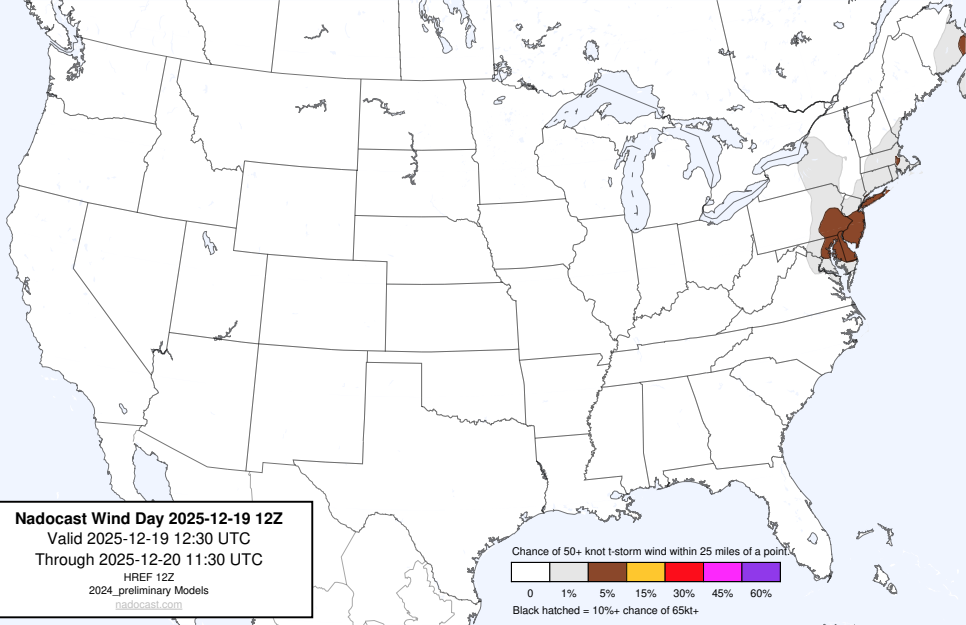 Nadocast Wind Day 2025-12-19 12Z
Valid 2025-12-19 12:30 UTC
Through 2025-12-20 11:30 UTC
HREF 12Z
2024_preliminary Models
nadocast.com
Chance of 50+ knot t-storm wind within 25 miles of a point.
0 1% 5% 15% 30% 45% 60%
Black hatched = 10%+ chance of 65kt+